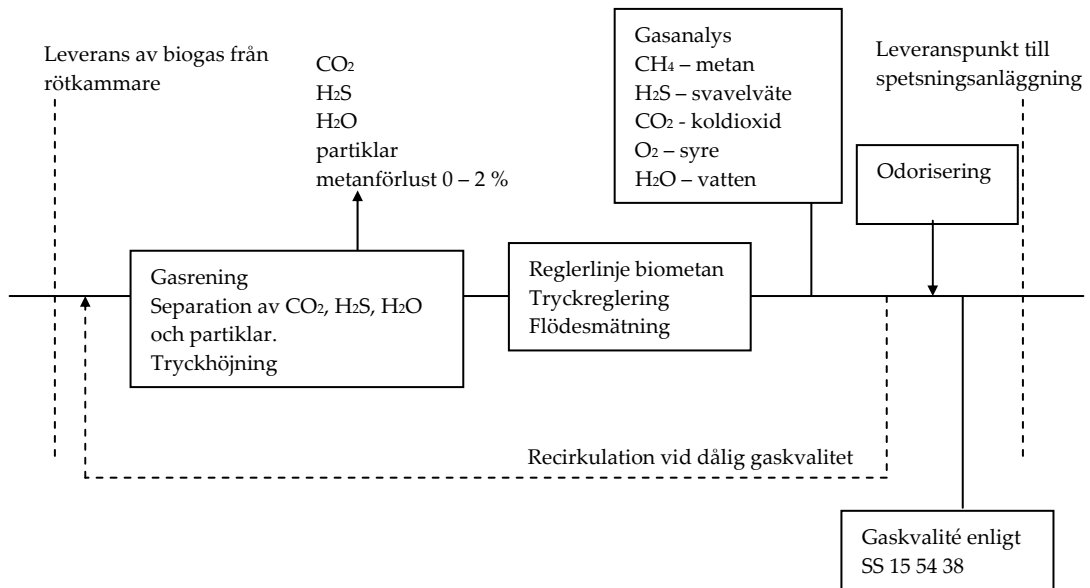 Leverans av biogas från
rötkammare
CO₂
H₂S
H₂O
partiklar
metanförlust 0 – 2 %
Gasanalys
CH₄ – metan
H₂S – svavelväte
CO₂ - koldioxid
O₂ – syre
H₂O – vatten
Leveranspunkt till
spetsningsanläggning
Odorisering
Gasrening
Separation av CO₂, H₂S, H₂O
och partiklar.
Tryckhöjning
Reglerlinje biometan
Tryckreglering
Flödesmätning
Recirkulation vid dålig gaskvalitet
Gaskvalité enligt
SS 15 54 38